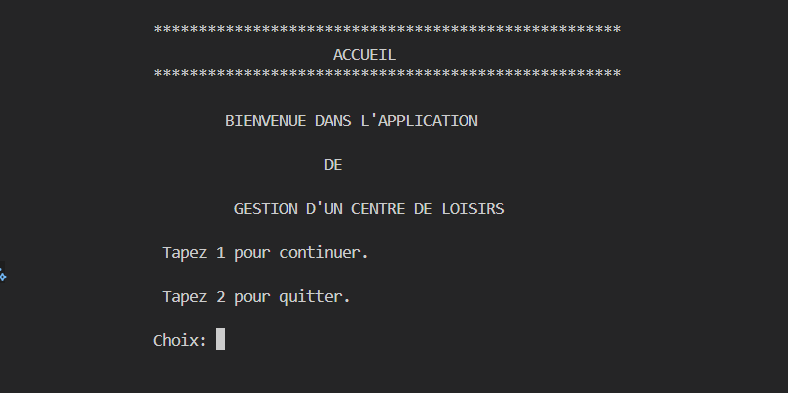 ****************************************************
ACCUEIL
****************************************************
BIENVENUE DANS L'APPLICATION
DE
GESTION D'UN CENTRE DE LOISIRS
Tapez 1 pour continuer.
Tapez 2 pour quitter.
Choix: